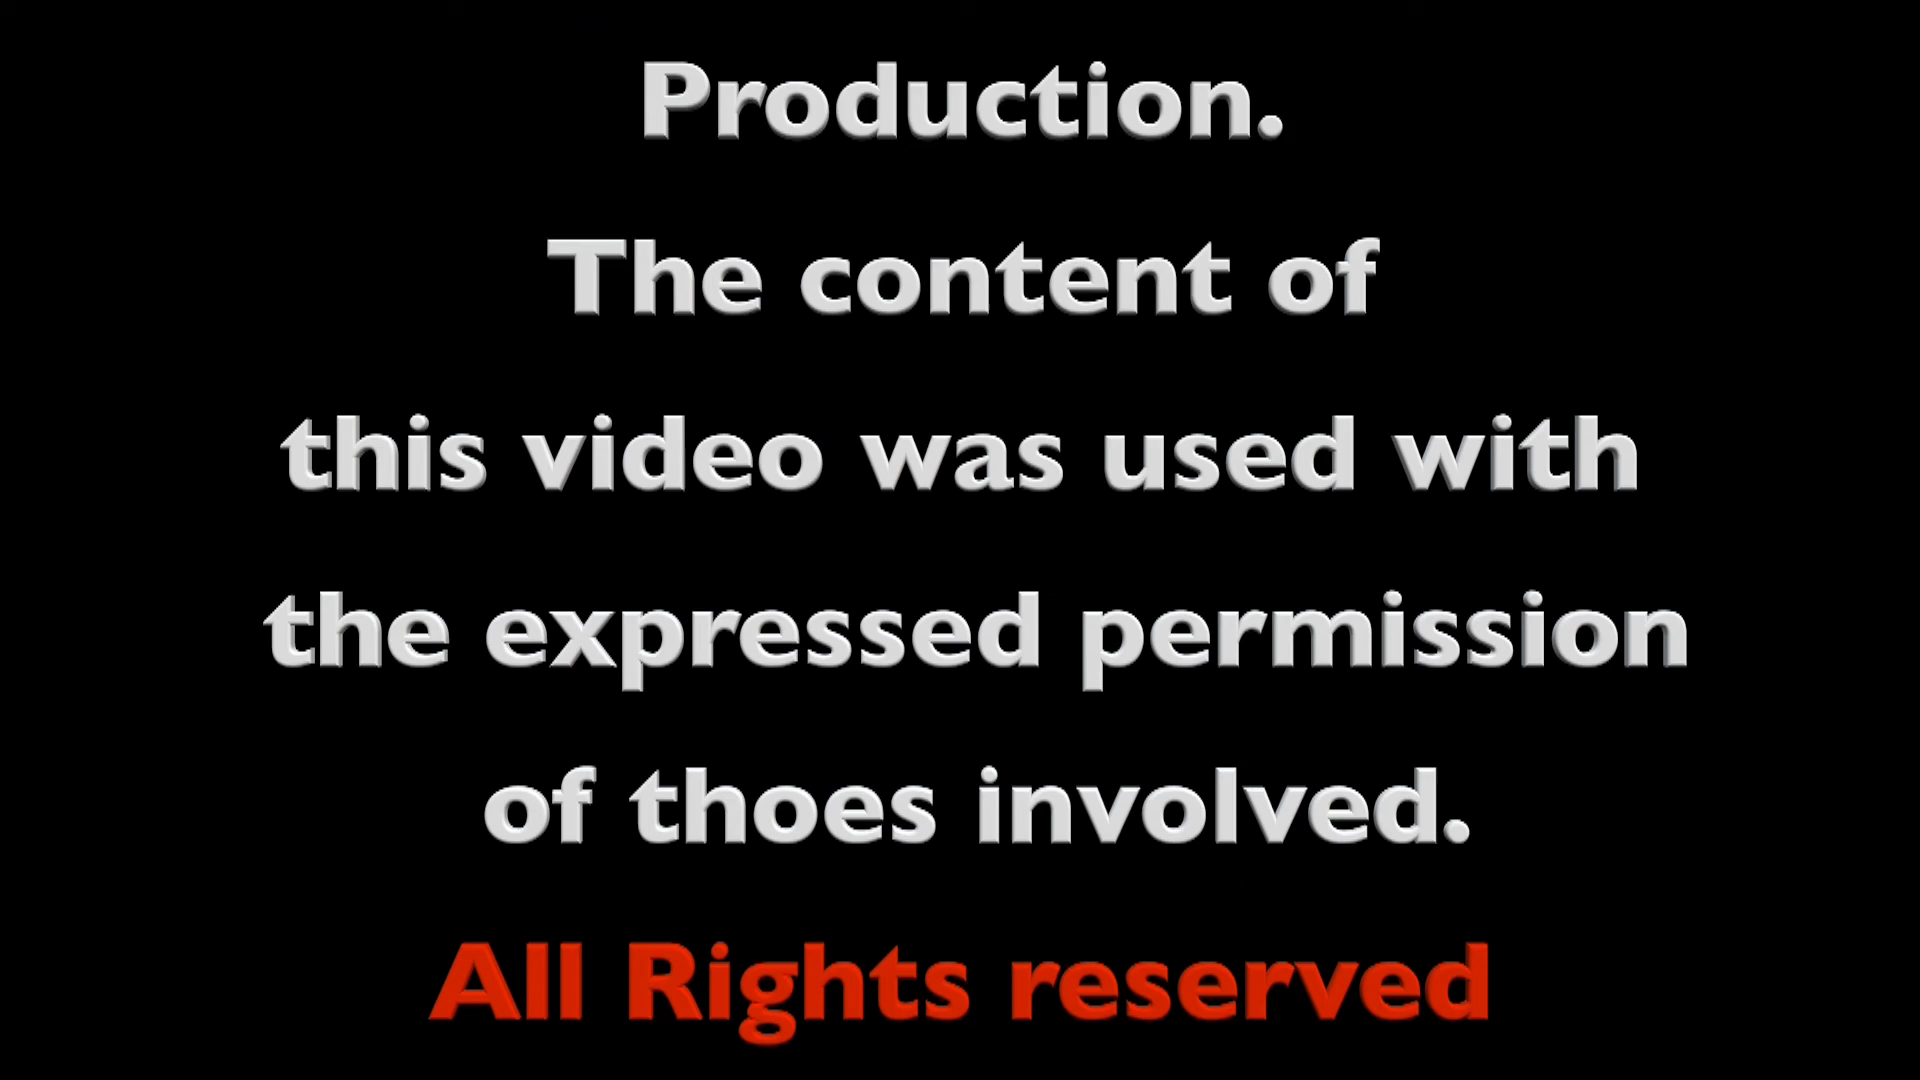 Production.
The content of
this video was used with
the expressed permission
of thoes involved.
All Rights reserved